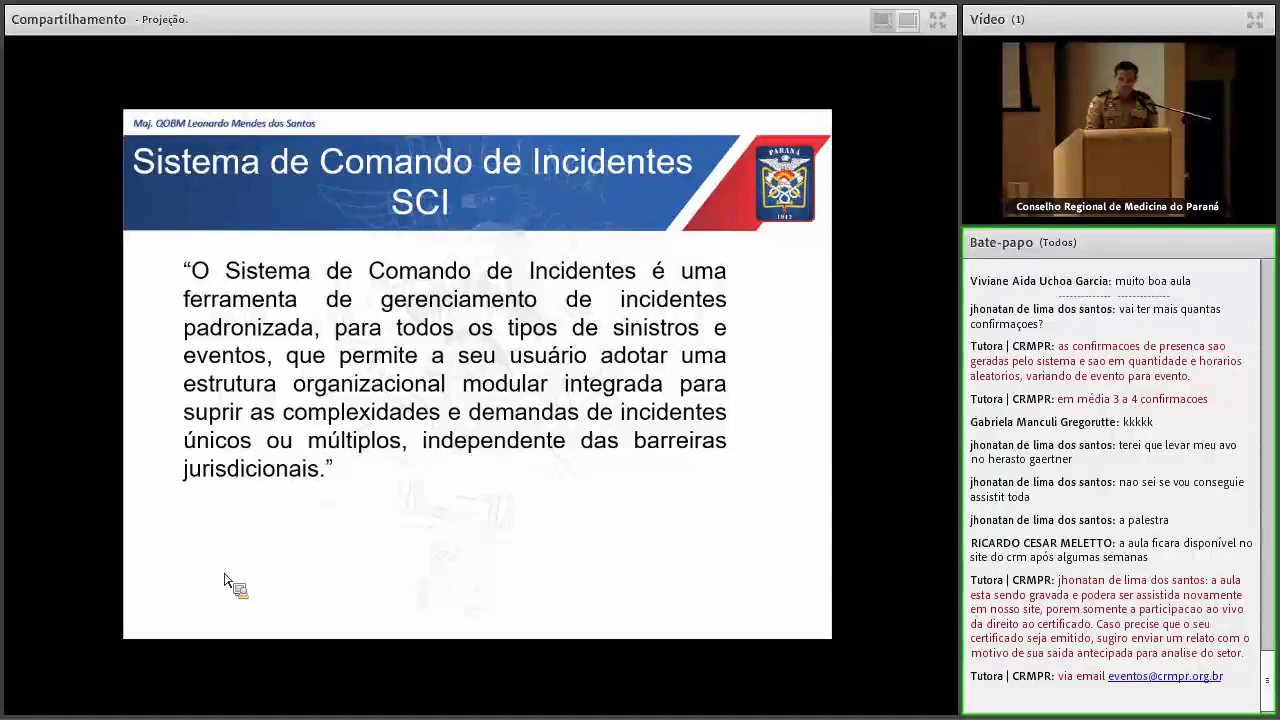 Compartilhamento - Projeção.
Maj. QOBM Leonardo Mendes dos Santos
Sistema de Comando de Incidentes
SCI
PARANÁ
1912
“O Sistema de Comando de Incidentes é uma
ferramenta de gerenciamento de incidentes
padronizada, para todos os tipos de sinistros e
eventos, que permite a seu usuário adotar uma
estrutura organizacional modular integrada para
suprir as complexidades e demandas de incidentes
únicos ou múltiplos, independente das barreiras
jurisdicionais.”
Vídeo (1)
Conselho Regional de Medicina do Paraná
Bate-papo (Todos)
Viviane Aida Uchoa Garcia: muito boa aula
jhonatan de lima dos santos: vai ter mais quantas
confirmaçoes?
Tutora | CRMPR: as confirmacoes de presenca sao
geradas pelo sistema e sao em quantidade e horarios
aleatorios, variando de evento para evento.
Tutora | CRMPR: em média 3 a 4 confirmacoes
Gabriela Manculi Gregorutte: kkkkk
jhonatan de lima dos santos: terei que levar meu avo
no herasto gaertner
jhonatan de lima dos santos: nao sei se vou conseguie
assistit toda
jhonatan de lima dos santos: a palestra
RICARDO CESAR MELETTO: a aula ficara disponível no
site do crm após algumas semanas
Tutora | CRMPR: jhonatan de lima dos santos: a aula
esta sendo gravada e podera ser assistida novamente
em nosso site, porem somente a participacao ao vivo
da direito ao certificado. Caso precise que o seu
certificado seja emitido, sugiro enviar um relato com o
motivo de sua saida antecipada para analise do setor.
Tutora | CRMPR: via email eventos@crmpr.org.br